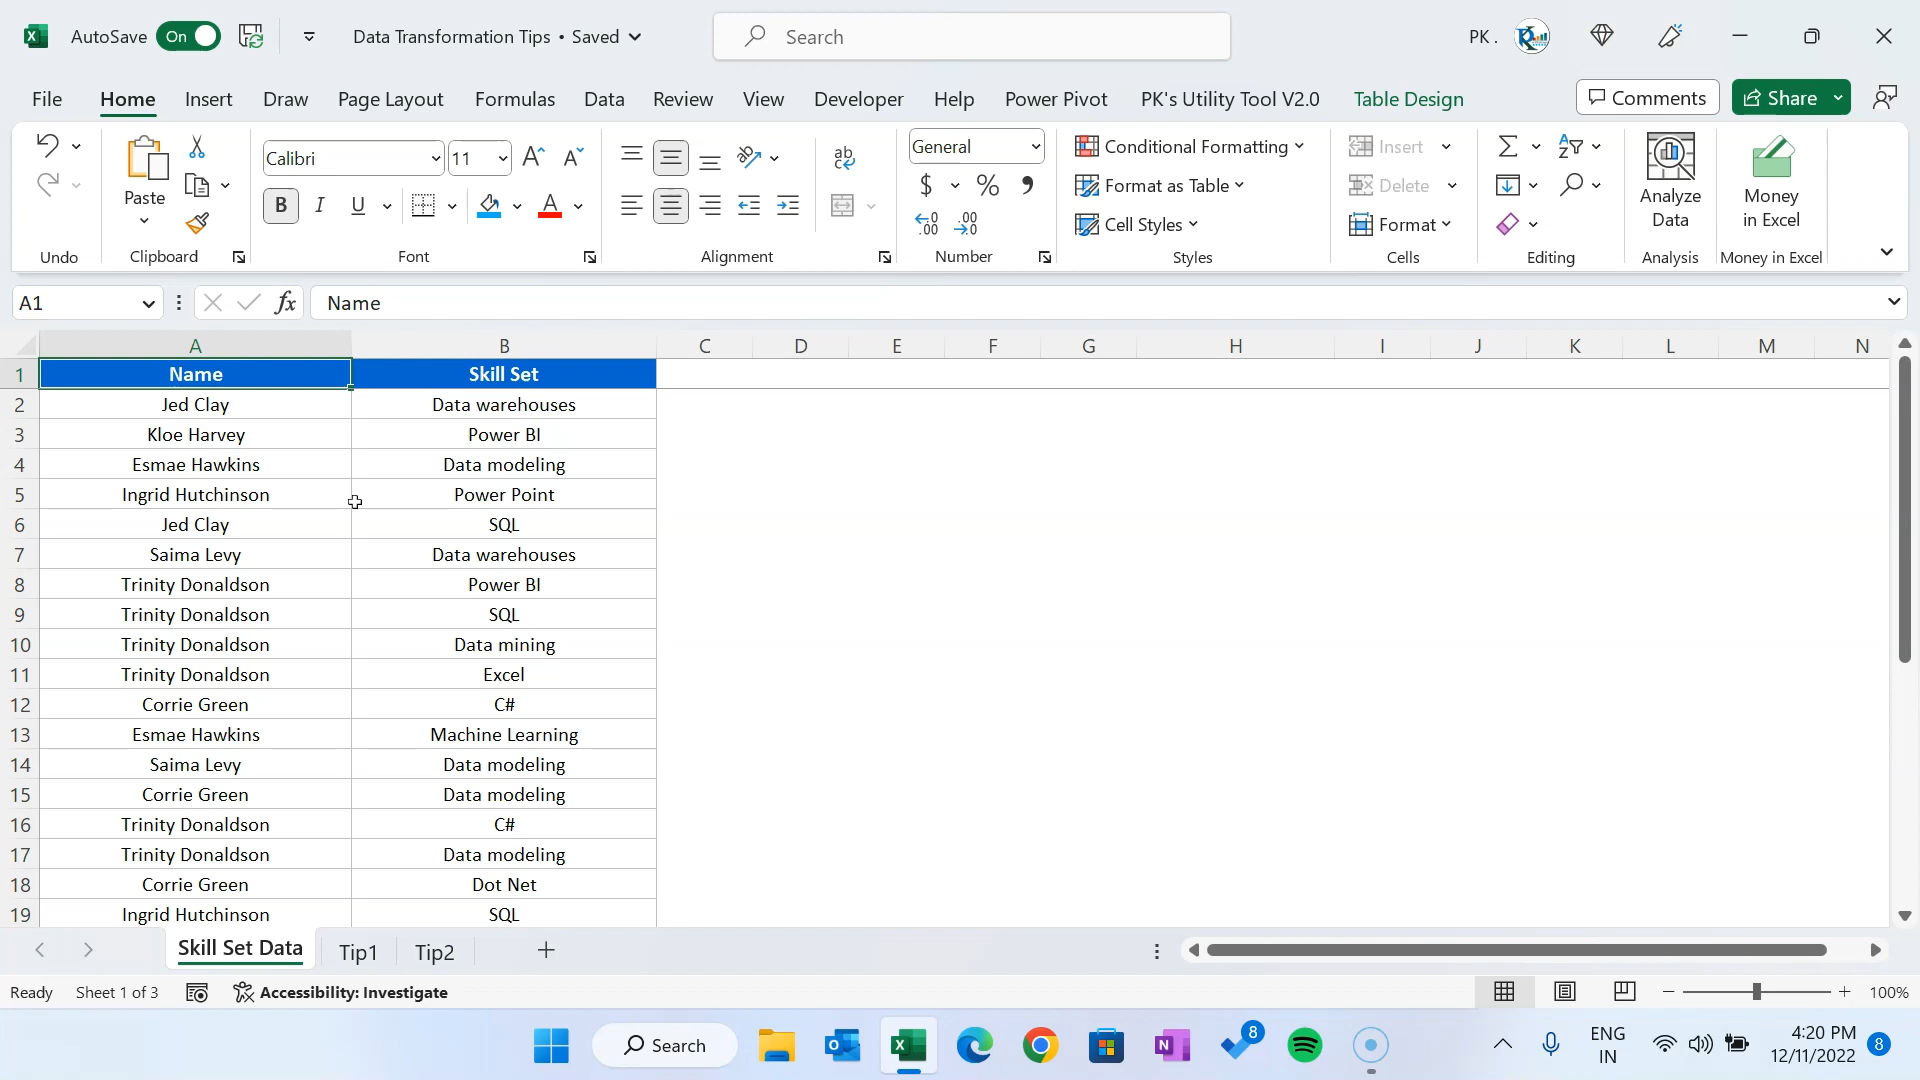 AutoSave On Data Transformation Tips • Saved Search PK .
File Home Insert Draw Page Layout Formulas Data Review View Developer Help Power Pivot PK's Utility Tool V2.0 Table Design Comments Share
Paste Calibri 11 General Conditional Formatting Insert Analyze Data Money in Excel
B I U A ab c $ % Format as Table Delete
Cell Styles Format
Undo Clipboard Font Alignment Number Styles Cells Editing Analysis Money in Excel
A1 fx Name
A B C D E F G H I J K L M N
1 Name Skill Set
2 Jed Clay Data warehouses
3 Kloe Harvey Power BI
4 Esmae Hawkins Data modeling
5 Ingrid Hutchinson Power Point
6 Jed Clay SQL
7 Saima Levy Data warehouses
8 Trinity Donaldson Power BI
9 Trinity Donaldson SQL
10 Trinity Donaldson Data mining
11 Trinity Donaldson Excel
12 Corrie Green C#
13 Esmae Hawkins Machine Learning
14 Saima Levy Data modeling
15 Corrie Green Data modeling
16 Trinity Donaldson C#
17 Trinity Donaldson Data modeling
18 Corrie Green Dot Net
19 Ingrid Hutchinson SQL
Skill Set Data Tip1 Tip2
Ready Sheet 1 of 3 Accessibility: Investigate 100%
Search 8 ENG IN 4:20 PM 12/11/2022 8